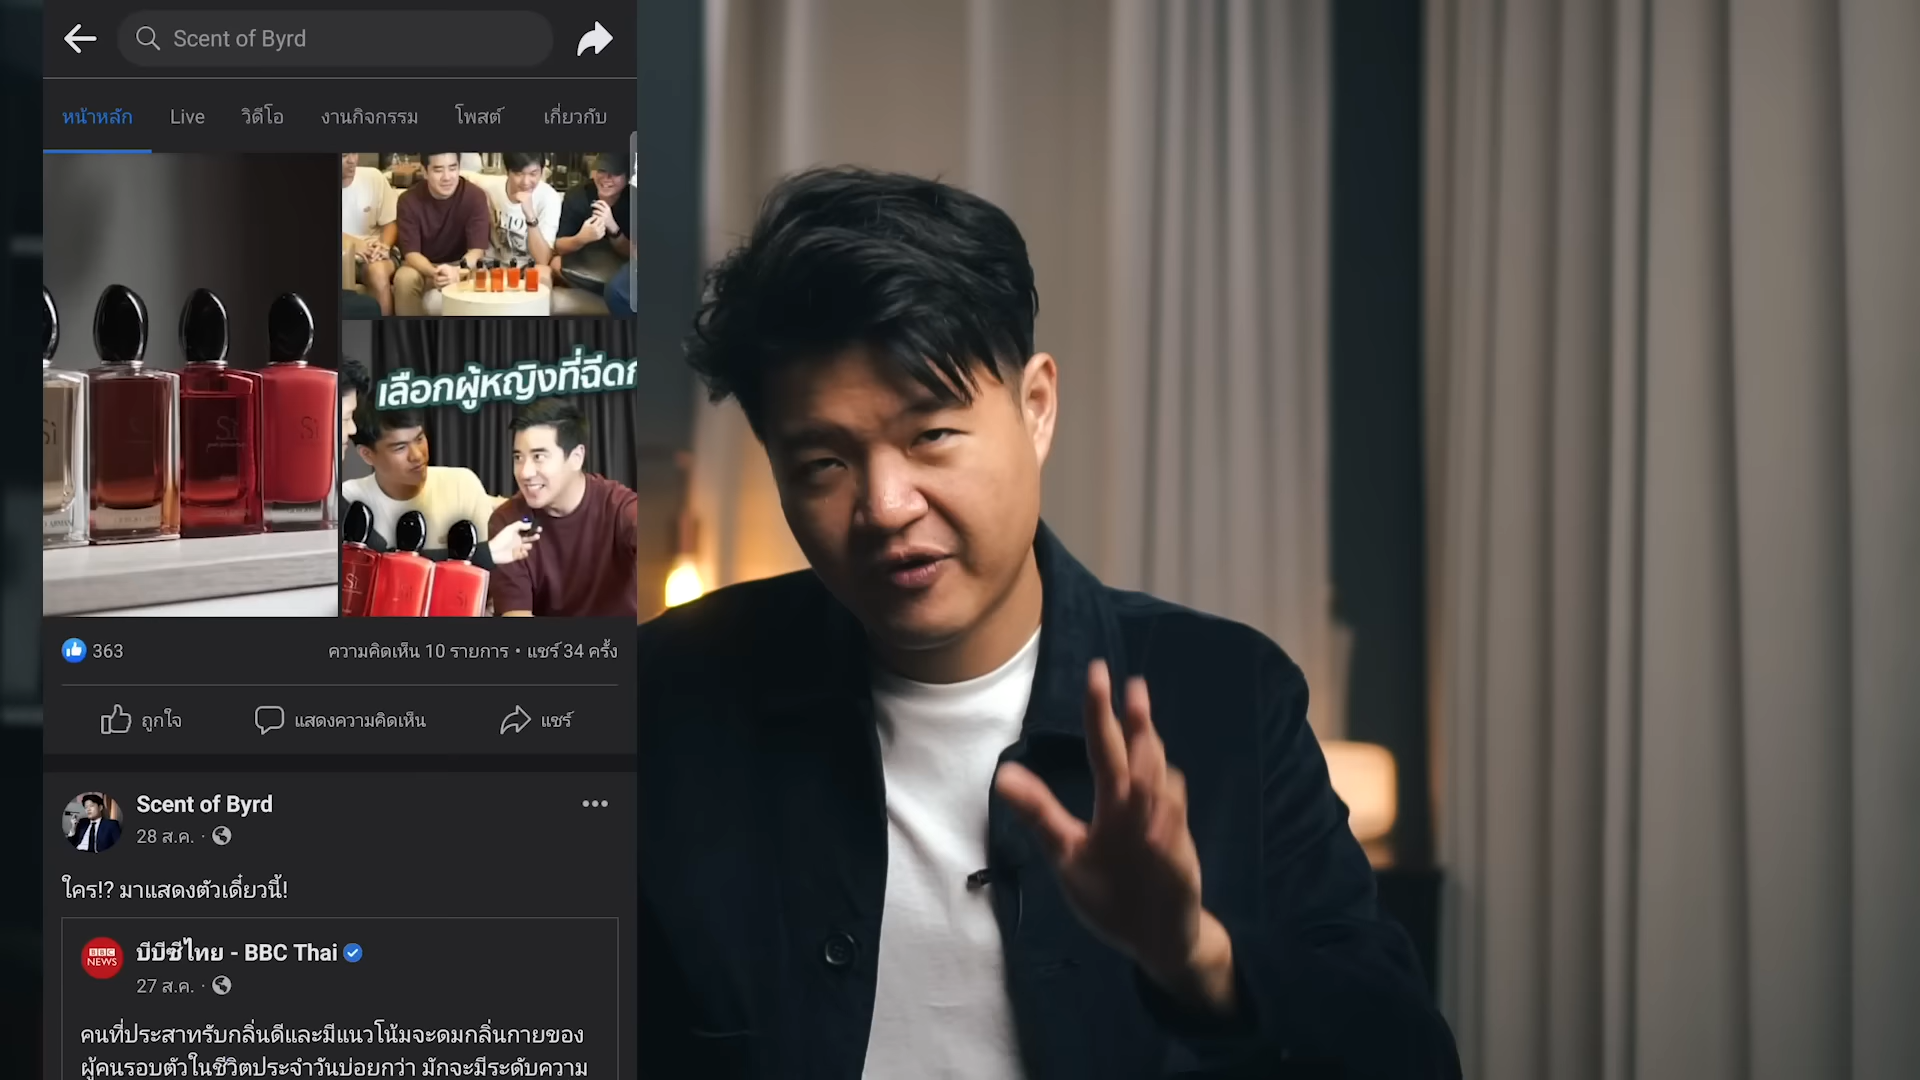 Scent of Byrd
หน้าหลัก Live วิดีโอ งานกิจกรรม โพสต์ เกี่ยวกับ
Sì
Sì
Sì
เลือกผู้หญิงที่ฉีด
Sì
363 ความคิดเห็น 10 รายการ • แชร์ 34 ครั้ง
ถูกใจ แสดงความคิดเห็น แชร์
Scent of Byrd
28 ส.ค. ·
ใคร!? มาแสดงตัวเดี๋ยวนี้!
BBC NEWS
บีบีซีไทย - BBC Thai
27 ส.ค. ·
คนที่ประสาทรับกลิ่นดีและมีแนวโน้มจะดมกลิ่นกายของ
ผู้คนรอบตัวในชีวิตประจำวันบ่อยกว่า มักจะมีระดับความ